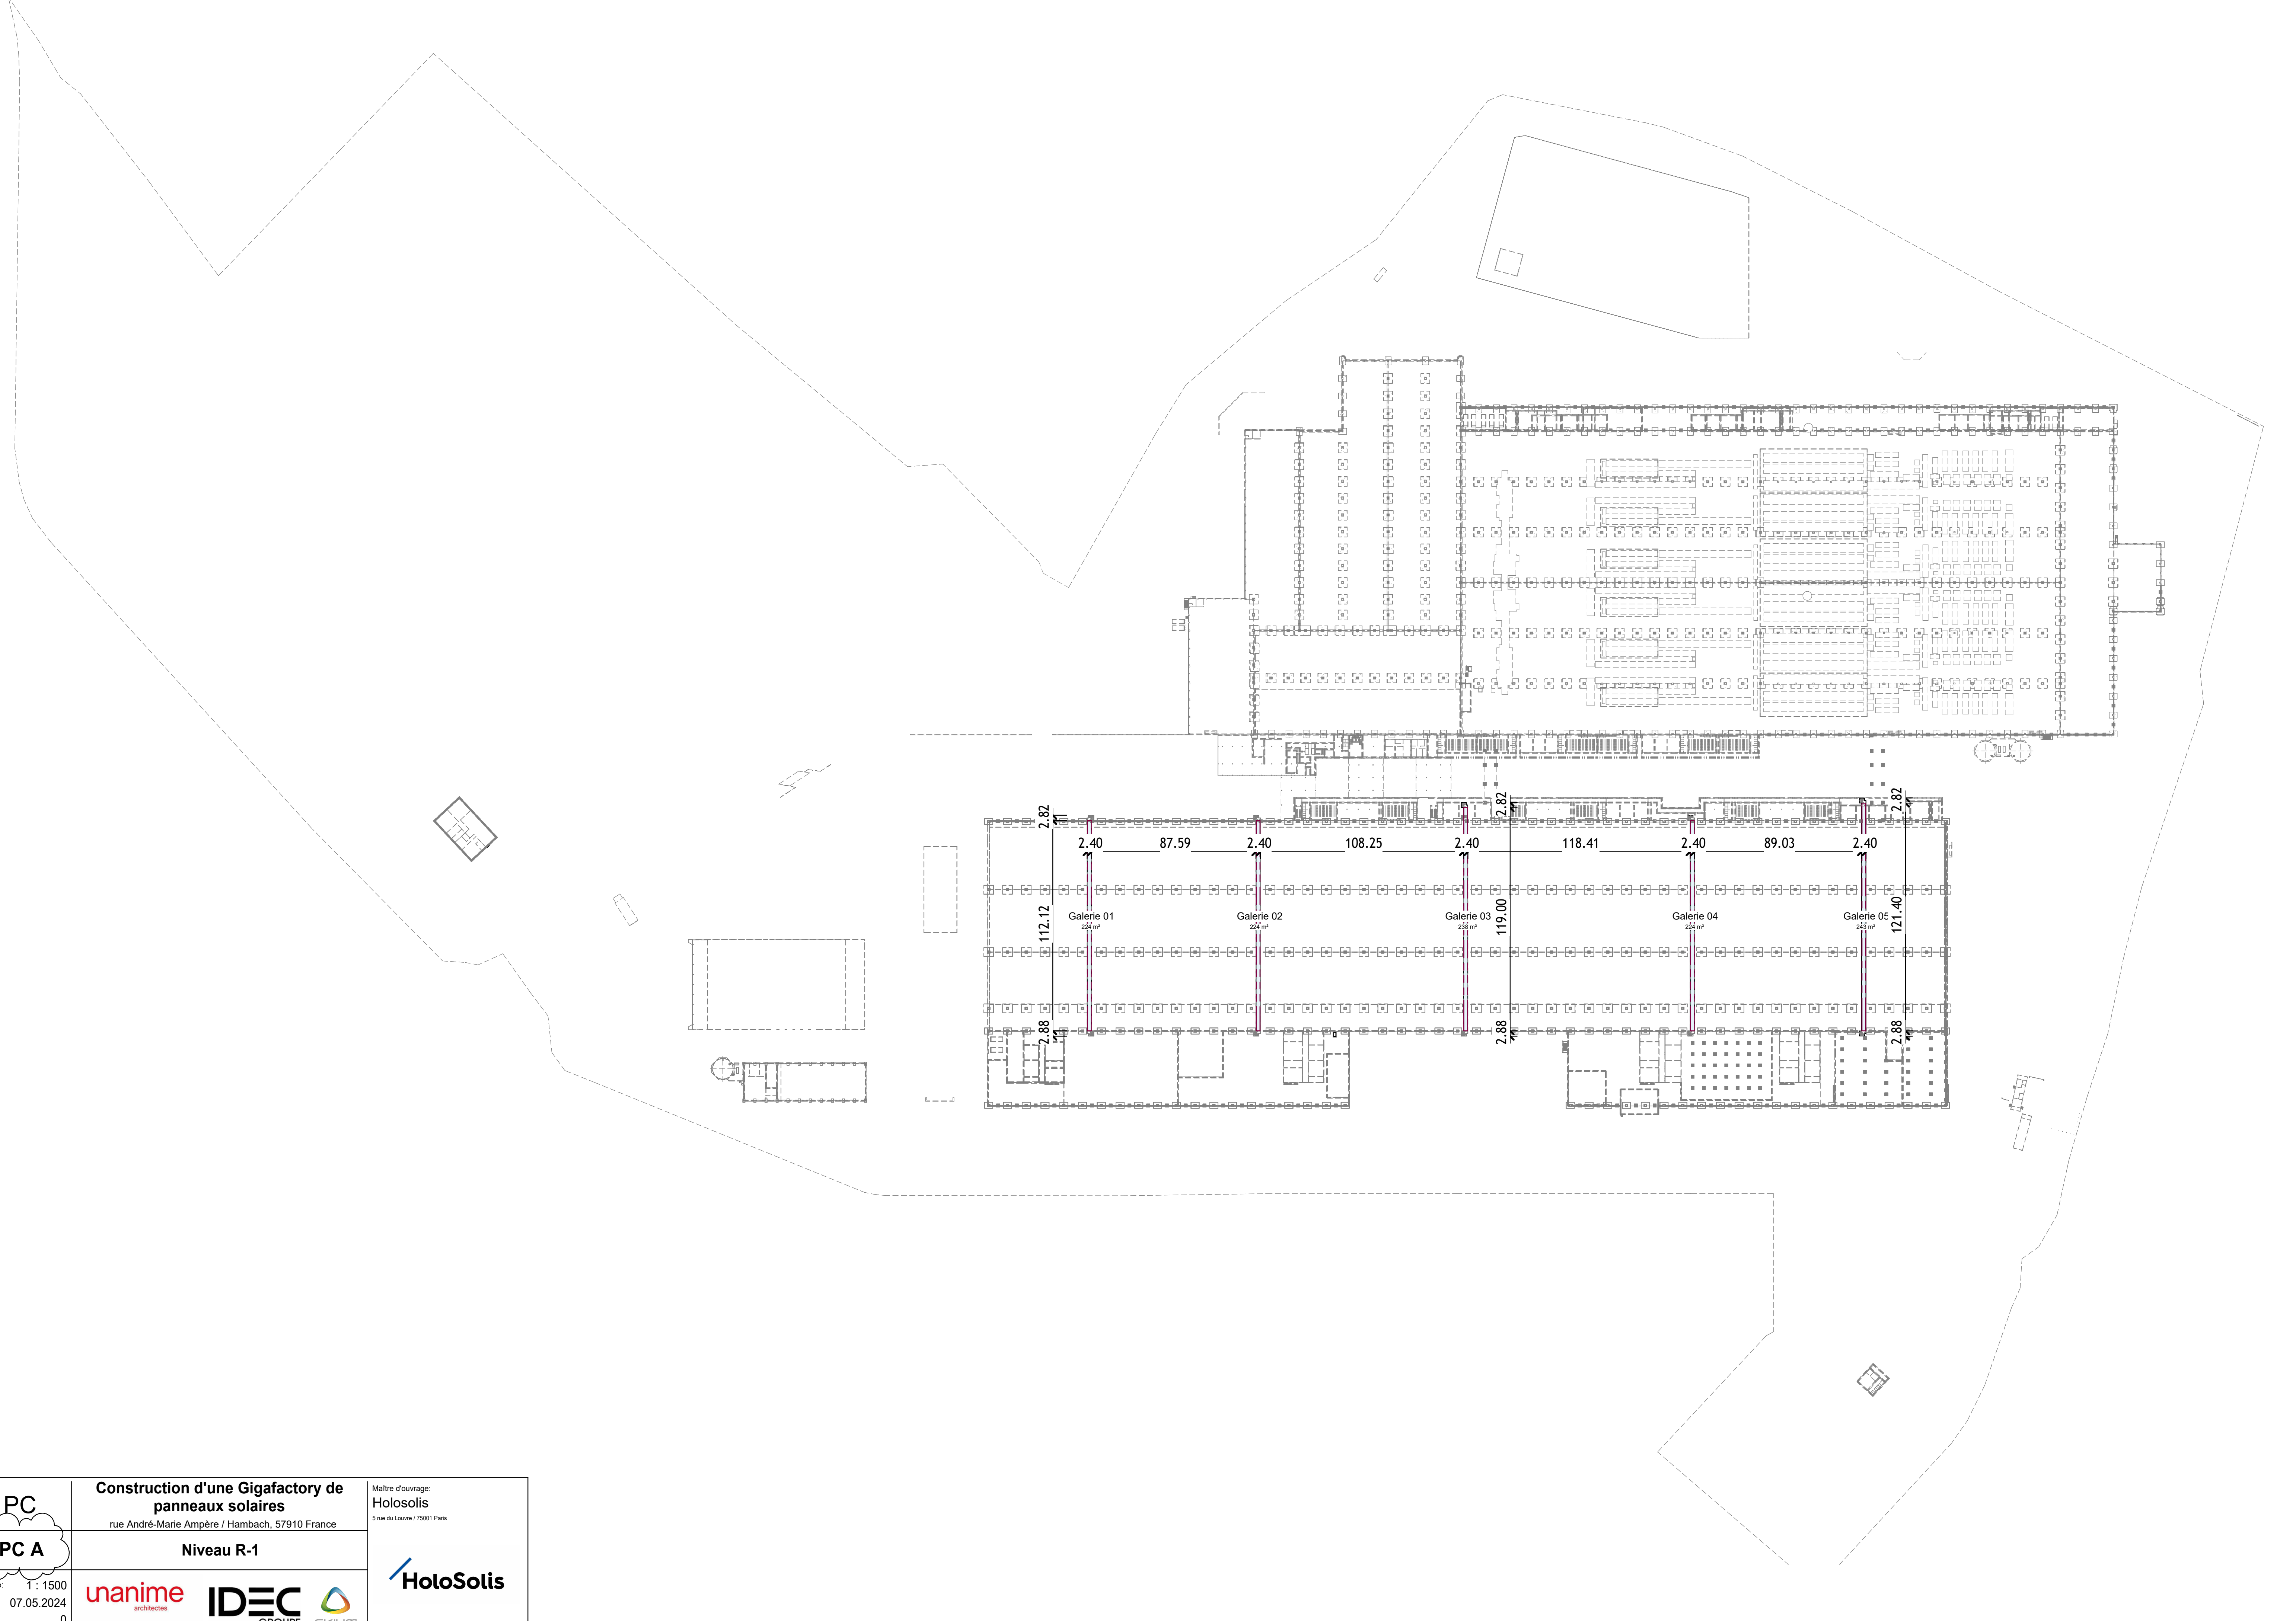 2.82
2.82
2.82
2.40
87.59
2.40
108.25
2.40
118.41
2.40
89.03
2.40
112.12
119.00
121.40
Galerie 01
224 m²
Galerie 02
224 m²
Galerie 03
238 m²
Galerie 04
224 m²
Galerie 05
243 m²
2.88
2.88
2.88
PC
PC A
1 : 1500
07.05.2024
0
Construction d'une Gigafactory de
panneaux solaires
rue André-Marie Ampère / Hambach, 57910 France
Niveau R-1
unanime
architectes
IDEC
GROUPE
Maître d'ouvrage:
Holosolis
5 rue du Louvre / 75001 Paris
HoloSolis